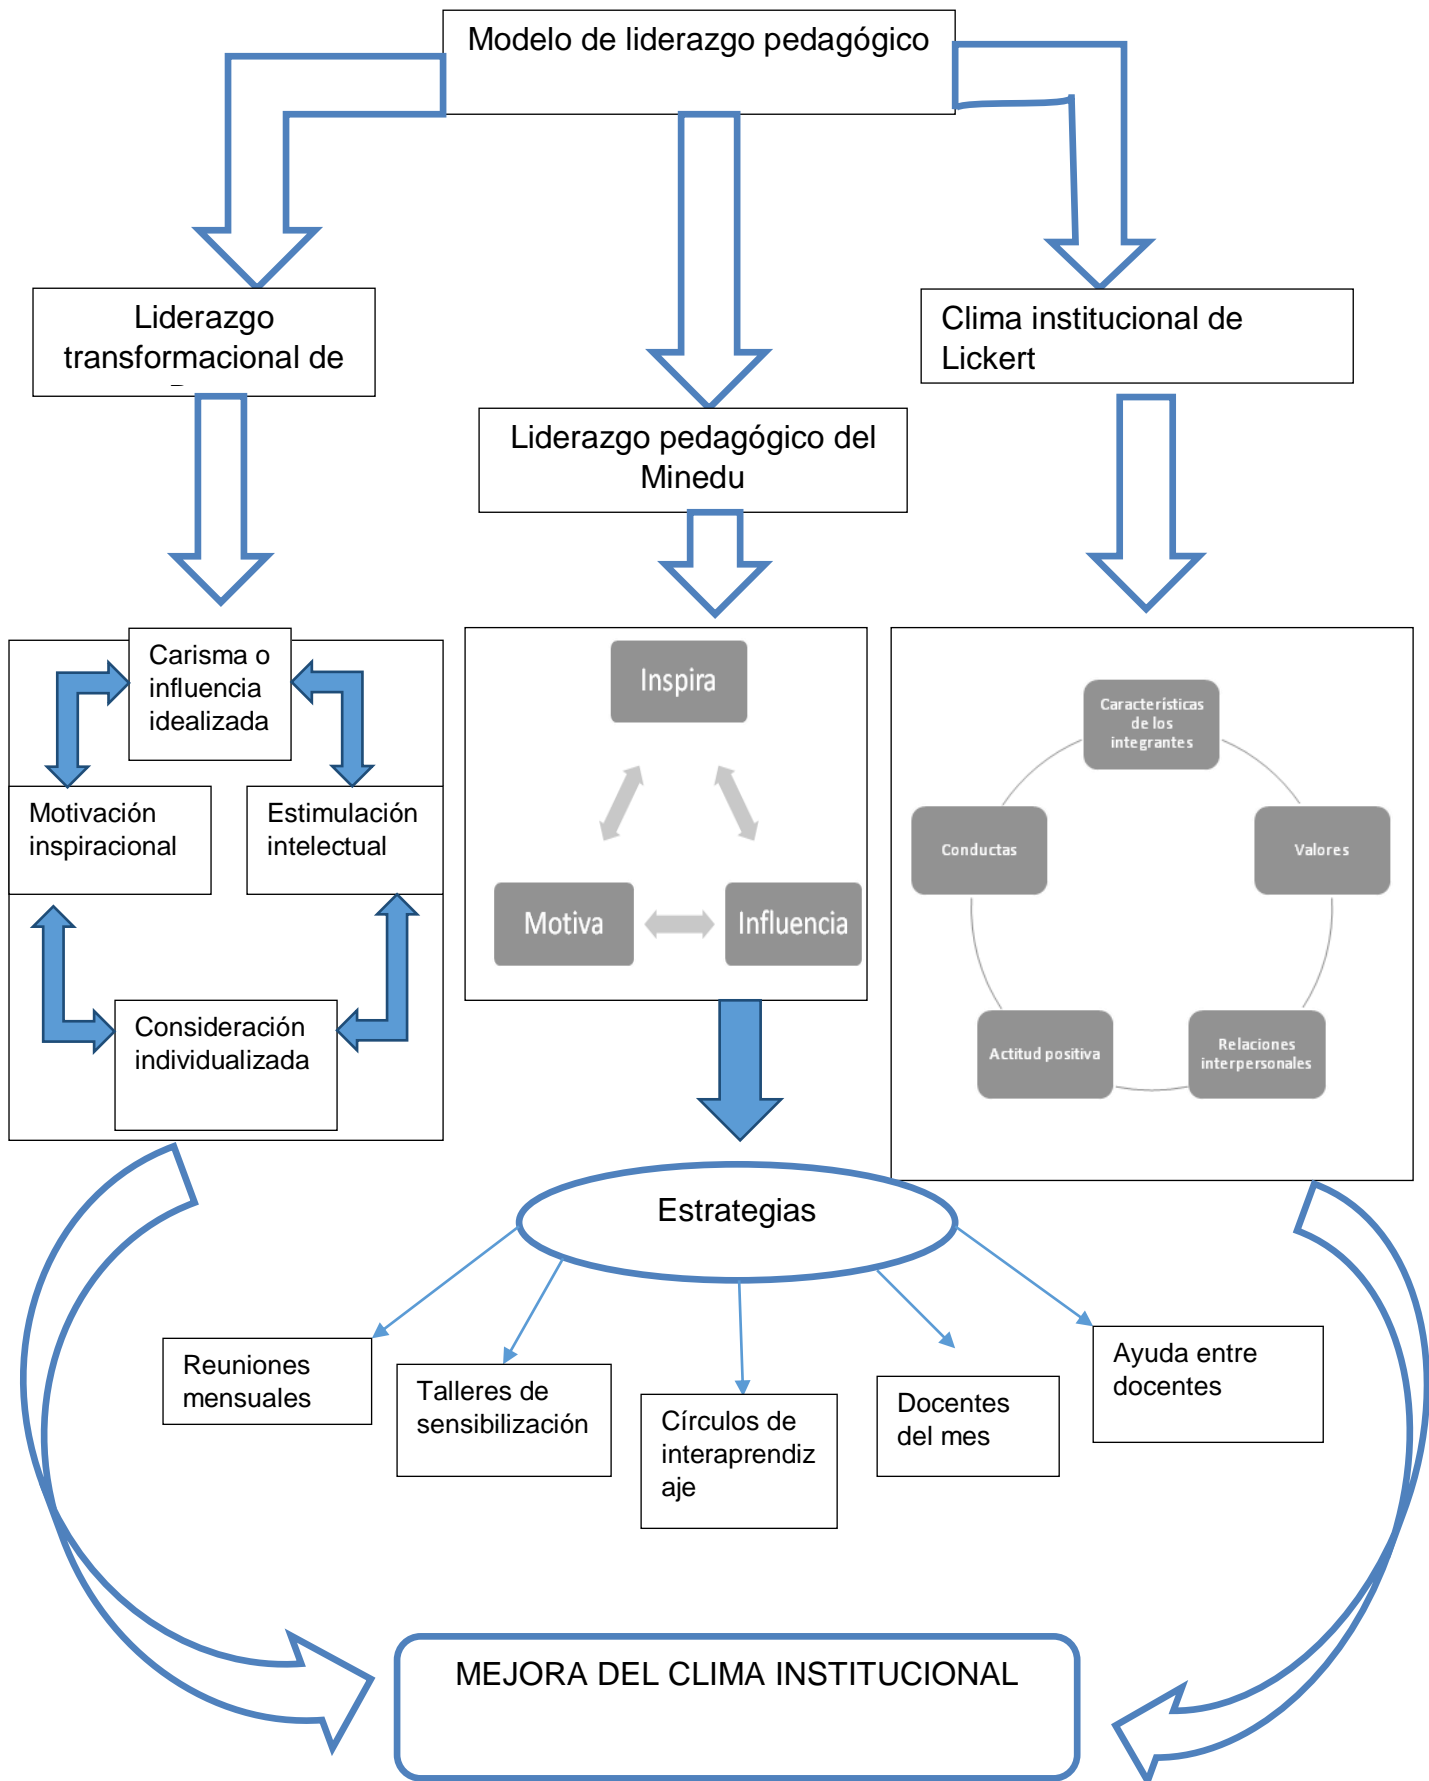 Modelo de liderazgo pedagógico
Liderazgo
transformacional de
Clima institucional de
Lickert
Liderazgo pedagógico del
Minedu
Carisma o
influencia
idealizada
Motivación
inspiracional
Estimulación
intelectual
Consideración
individualizada
Inspira
Motiva
Influencia
Características
de los
integrantes
Conductas
Valores
Actitud positiva
Relaciones
interpersonales
Estrategias
Reuniones
mensuales
Talleres de
sensibilización
Círculos de
interaprendiz
aje
Docentes
del mes
Ayuda entre
docentes
MEJORA DEL CLIMA INSTITUCIONAL